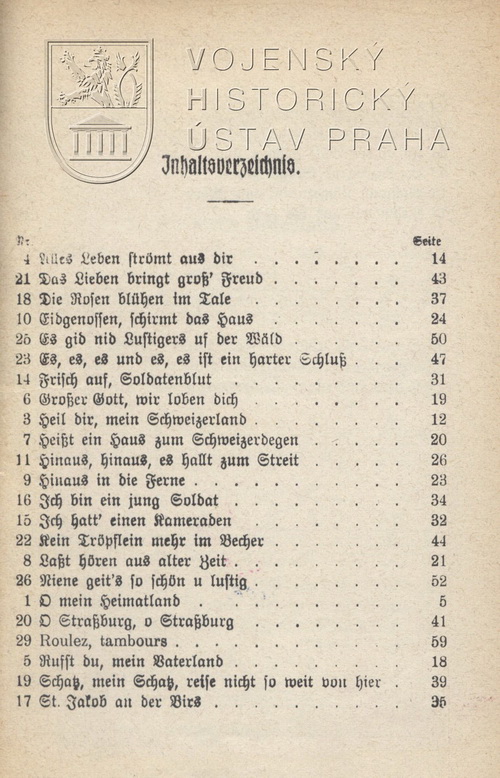 VOJENSKÝ
HISTORICKÝ
ÚSTAV PRAHA
Inhaltsverzeichnis.
Nr. Seite
4 Alles Leben strömt aus dir . . . . . . . . 14
21 Das Lieben bringt groß' Freud . . . . . . . 43
18 Die Rosen blühen im Tale . . . . . . . . 37
10 Eidgenossen, schirmt das Haus . . . . . . . 24
25 Es gid nid Lustigers uf der Wäld . . . . . . 50
23 Es, es, es und es, es ist ein harter Schluß . . . 47
14 Frisch auf, Soldatenblut . . . . . . . . . 31
6 Großer Gott, wir loben dich . . . . . . . . 19
3 Heil dir, mein Schweizerland . . . . . . . . 12
7 Heißt ein Haus zum Schweizerdegen . . . . . 20
11 Hinaus, hinaus, es hallt zum Streit . . . . . 26
9 Hinaus in die Ferne . . . . . . . . . . 23
16 Ich bin ein jung Soldat . . . . . . . . . 34
15 Ich hatt' einen Kameraden . . . . . . . . 32
22 Kein Tröpflein mehr im Becher . . . . . . . 44
8 Laßt hören aus alter Zeit . . . . . . . . . 21
26 Niene geit's so schön u luftig . . . . . . . . 52
1 O mein Heimatland . . . . . . . . . . 5
20 O Straßburg, o Straßburg . . . . . . . . 41
29 Roulez, tambours . . . . . . . . . . . 59
5 Rufst du, mein Vaterland . . . . . . . . . 18
19 Schatz, mein Schatz, reise nicht so weit von hier . 39
17 St. Jakob an der Birs . . . . . . . . . . 35